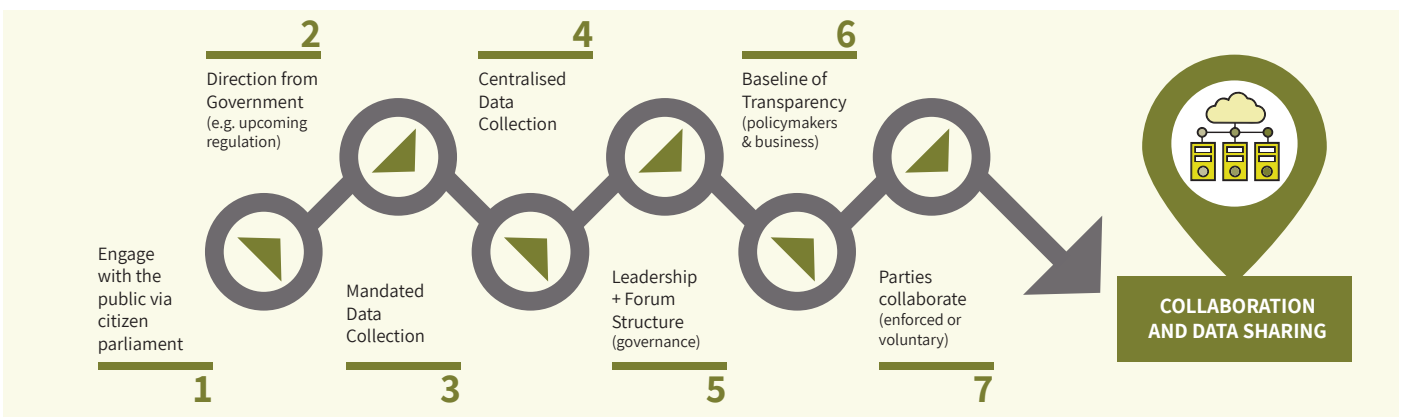 1
Engage
with the
public via
citizen
parliament
2
Direction from
Government
(e.g. upcoming
regulation)
3
Mandated
Data
Collection
4
Centralised
Data
Collection
5
Leadership
+ Forum
Structure
(governance)
6
Baseline of
Transparency
(policymakers
& business)
7
Parties
collaborate
(enforced or
voluntary)
COLLABORATION
AND DATA SHARING